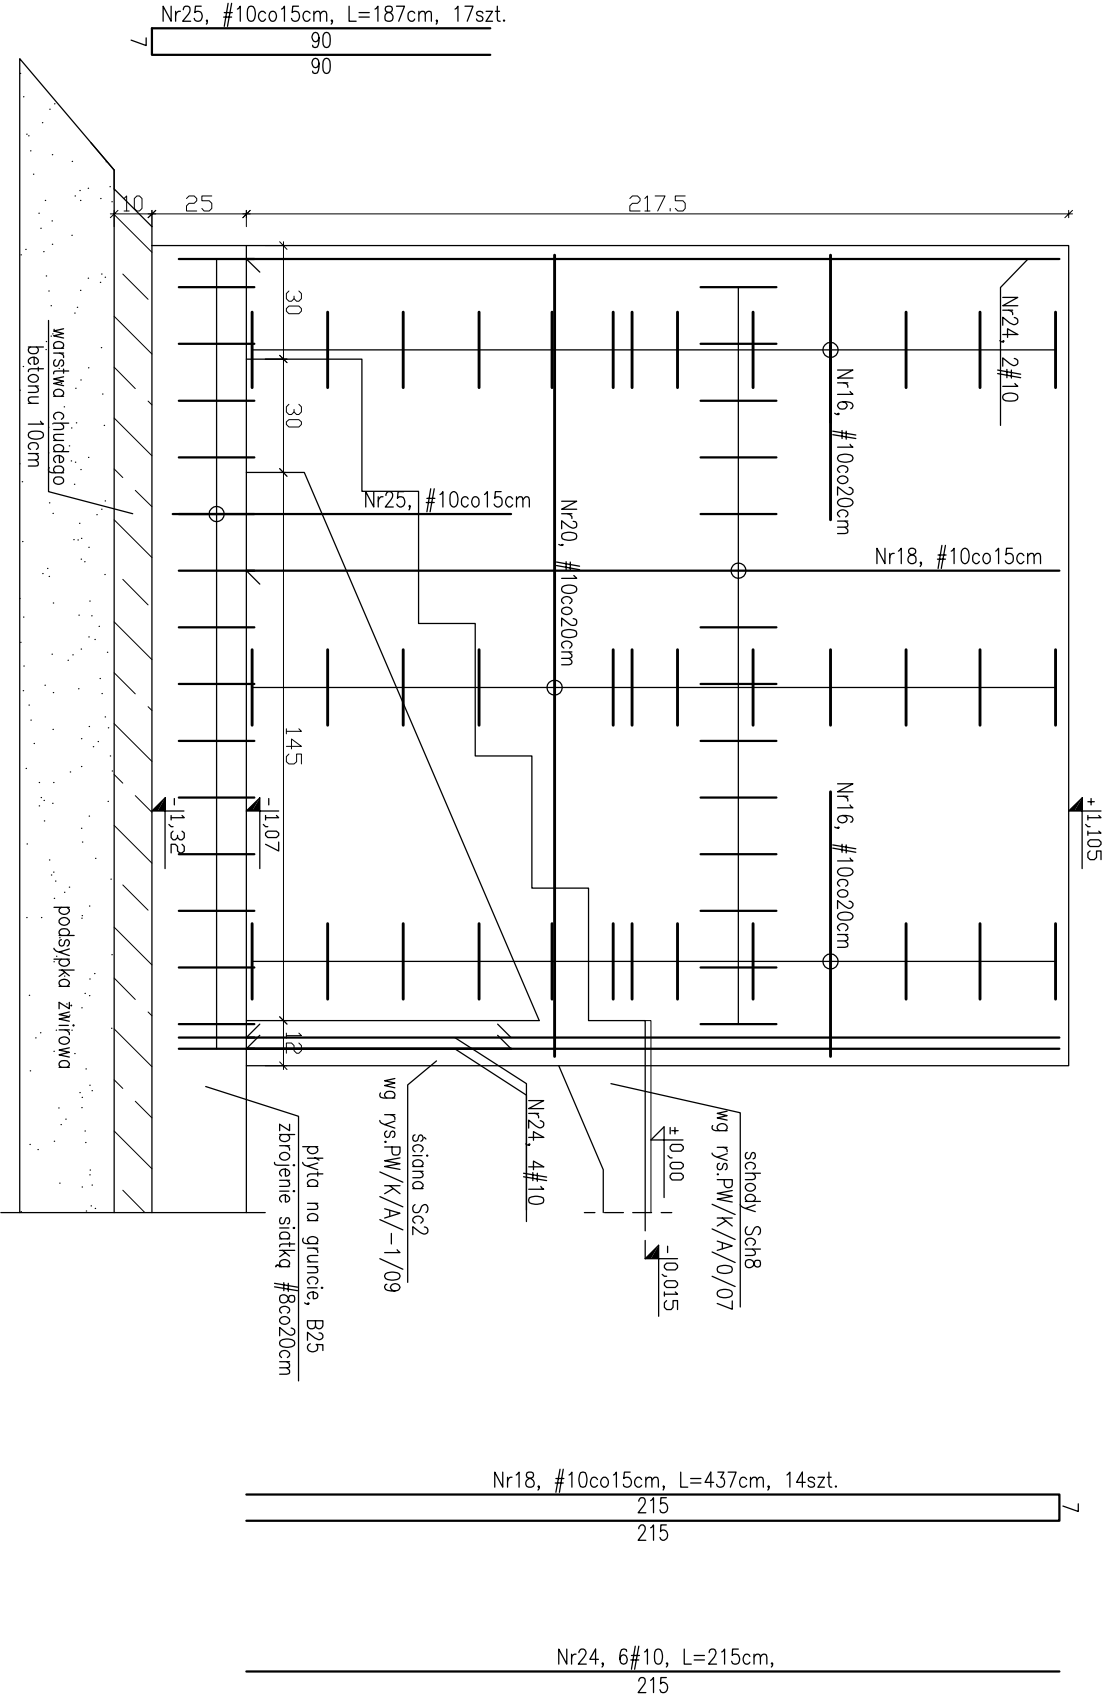 Nr25, #10co15cm, L=187cm, 17szt.
90
90
7
10
25
217.5
30
30
145
12
Nr24, 2#10
Nr16, #10co20cm
Nr25, #10co15cm
Nr20, #10co20cm
Nr18, #10co15cm
Nr16, #10co20cm
warstwa chudego
betonu 10cm
podsypka żwirowa
-1,32
-1,07
+1,105
±0,00
-0,015
Nr24, 4#10
ściana Sc2
wg rys.PW/K/A/-1/09
schody Sch8
wg rys.PW/K/A/0/07
płyta na gruncie, B25
zbrojenie siatką #8co20cm
Nr18, #10co15cm, L=437cm, 14szt.
215
215
7
Nr24, 6#10, L=215cm,
215